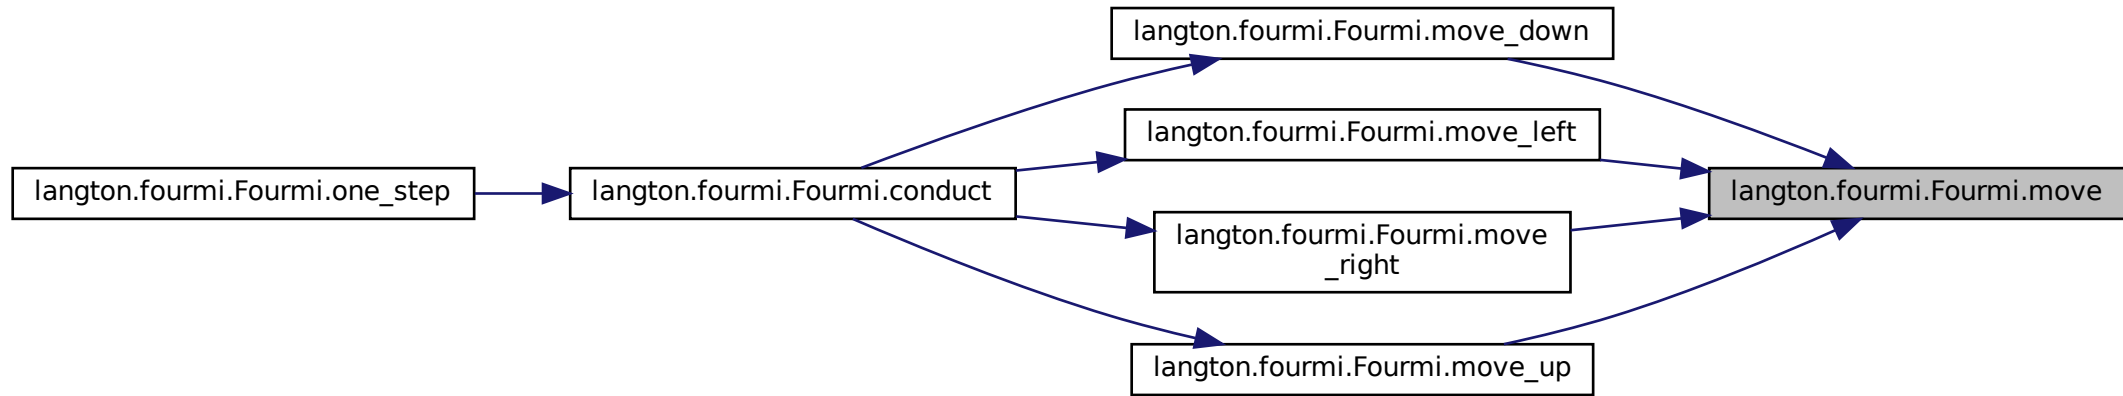 langton.fourmi.Fourmi.move_down
langton.fourmi.Fourmi.move_left
langton.fourmi.Fourmi.one_step
langton.fourmi.Fourmi.conduct
langton.fourmi.Fourmi.move
langton.fourmi.Fourmi.move
_right
langton.fourmi.Fourmi.move_up